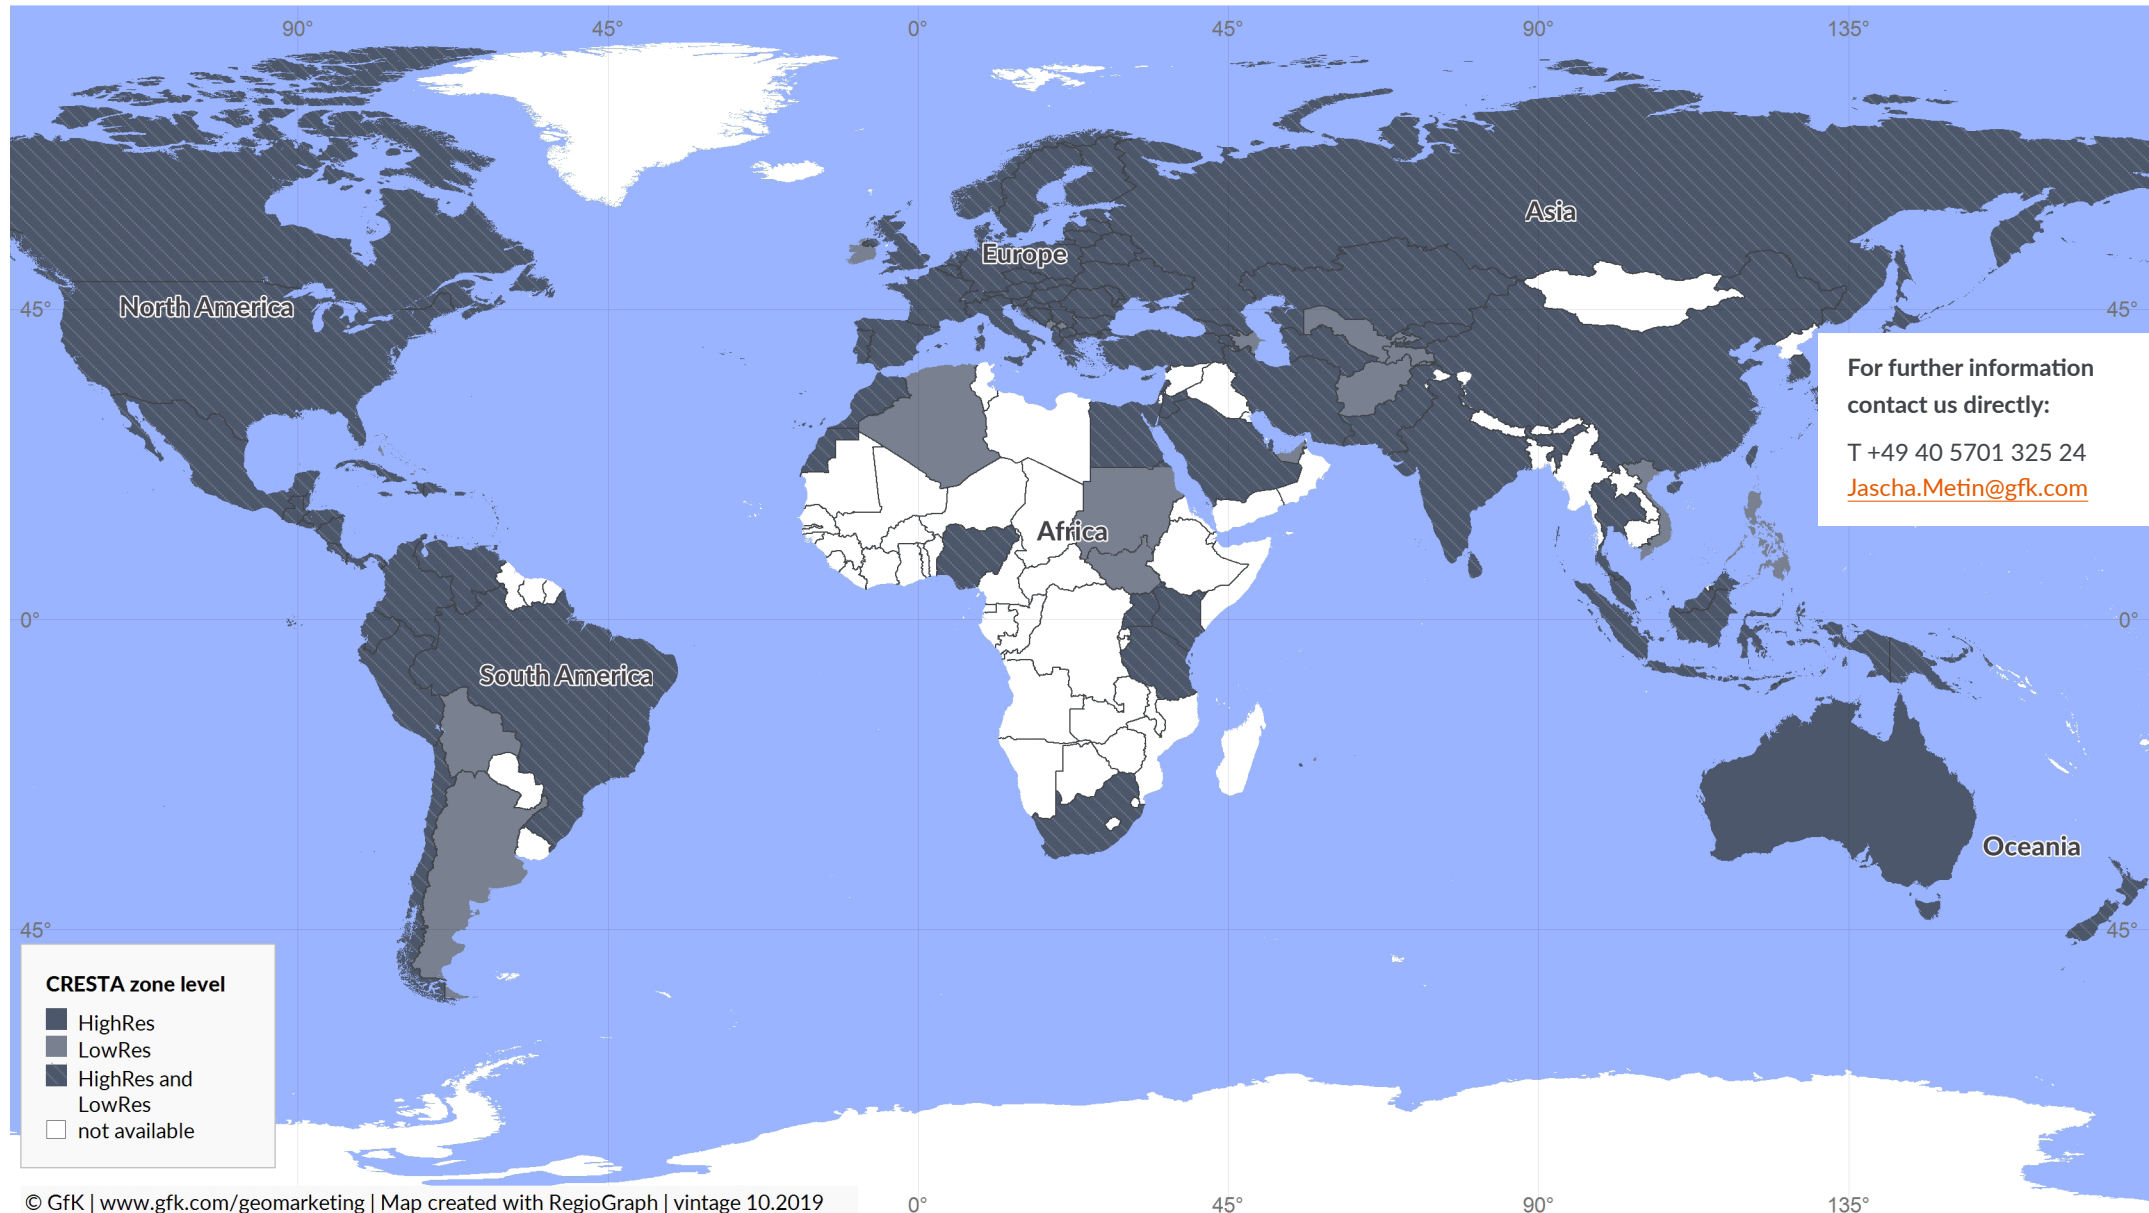 90°
45°
0°
45°
90°
135°
Asia
Europe
North America
45°
45°
For further information
contact us directly:
T +49 40 5701 325 24
Jascha.Metin@gfk.com
Africa
0°
0°
South America
Oceania
45°
45°
CRESTA zone level
HighRes
LowRes
HighRes and
LowRes
not available
© GfK | www.gfk.com/geomarketing | Map created with RegioGraph | vintage 10.2019
0°
45°
90°
135°